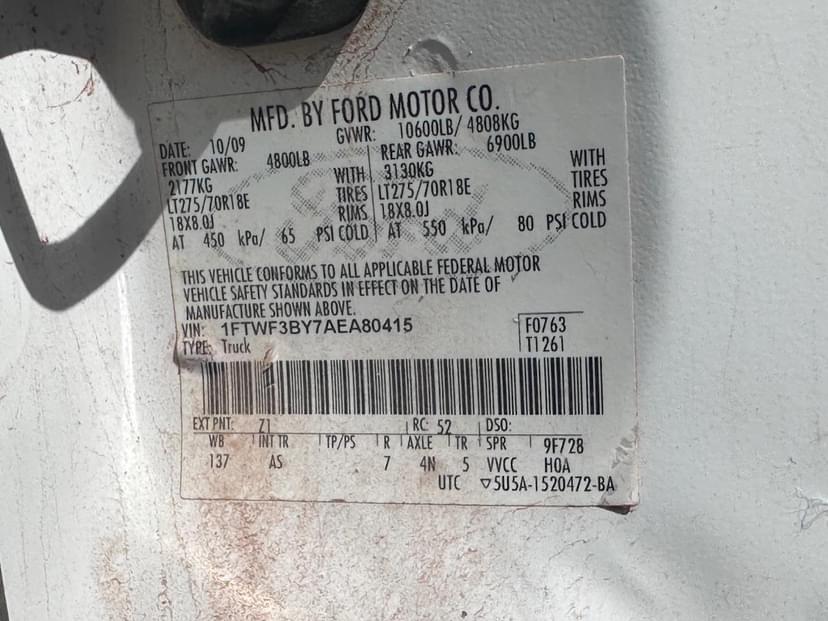 MFD. BY FORD MOTOR CO.
DATE: 10/09 GVWR: 10600LB/ 4808KG
FRONT GAWR: 4800LB REAR GAWR: 6900LB
2177KG WITH 3130KG WITH
LT275/70R18E TIRES LT275/70R18E TIRES
18X8.0J RIMS 18X8.0J RIMS
AT 450 kPa/ 65 PSI COLD AT 550 kPa/ 80 PSI COLD
THIS VEHICLE CONFORMS TO ALL APPLICABLE FEDERAL MOTOR
VEHICLE SAFETY STANDARDS IN EFFECT ON THE DATE OF
MANUFACTURE SHOWN ABOVE.
VIN: 1FTWF3BY7AEA80415 F0763
TYPE: Truck T1261
EXT PNT: Z1 RC: 52 DSO:
WB INT TR TP/PS R AXLE TR SPR 9F728
137 AS 7 4N 5 VVCC H0A
UTC ▽5U5A-1520472-BA